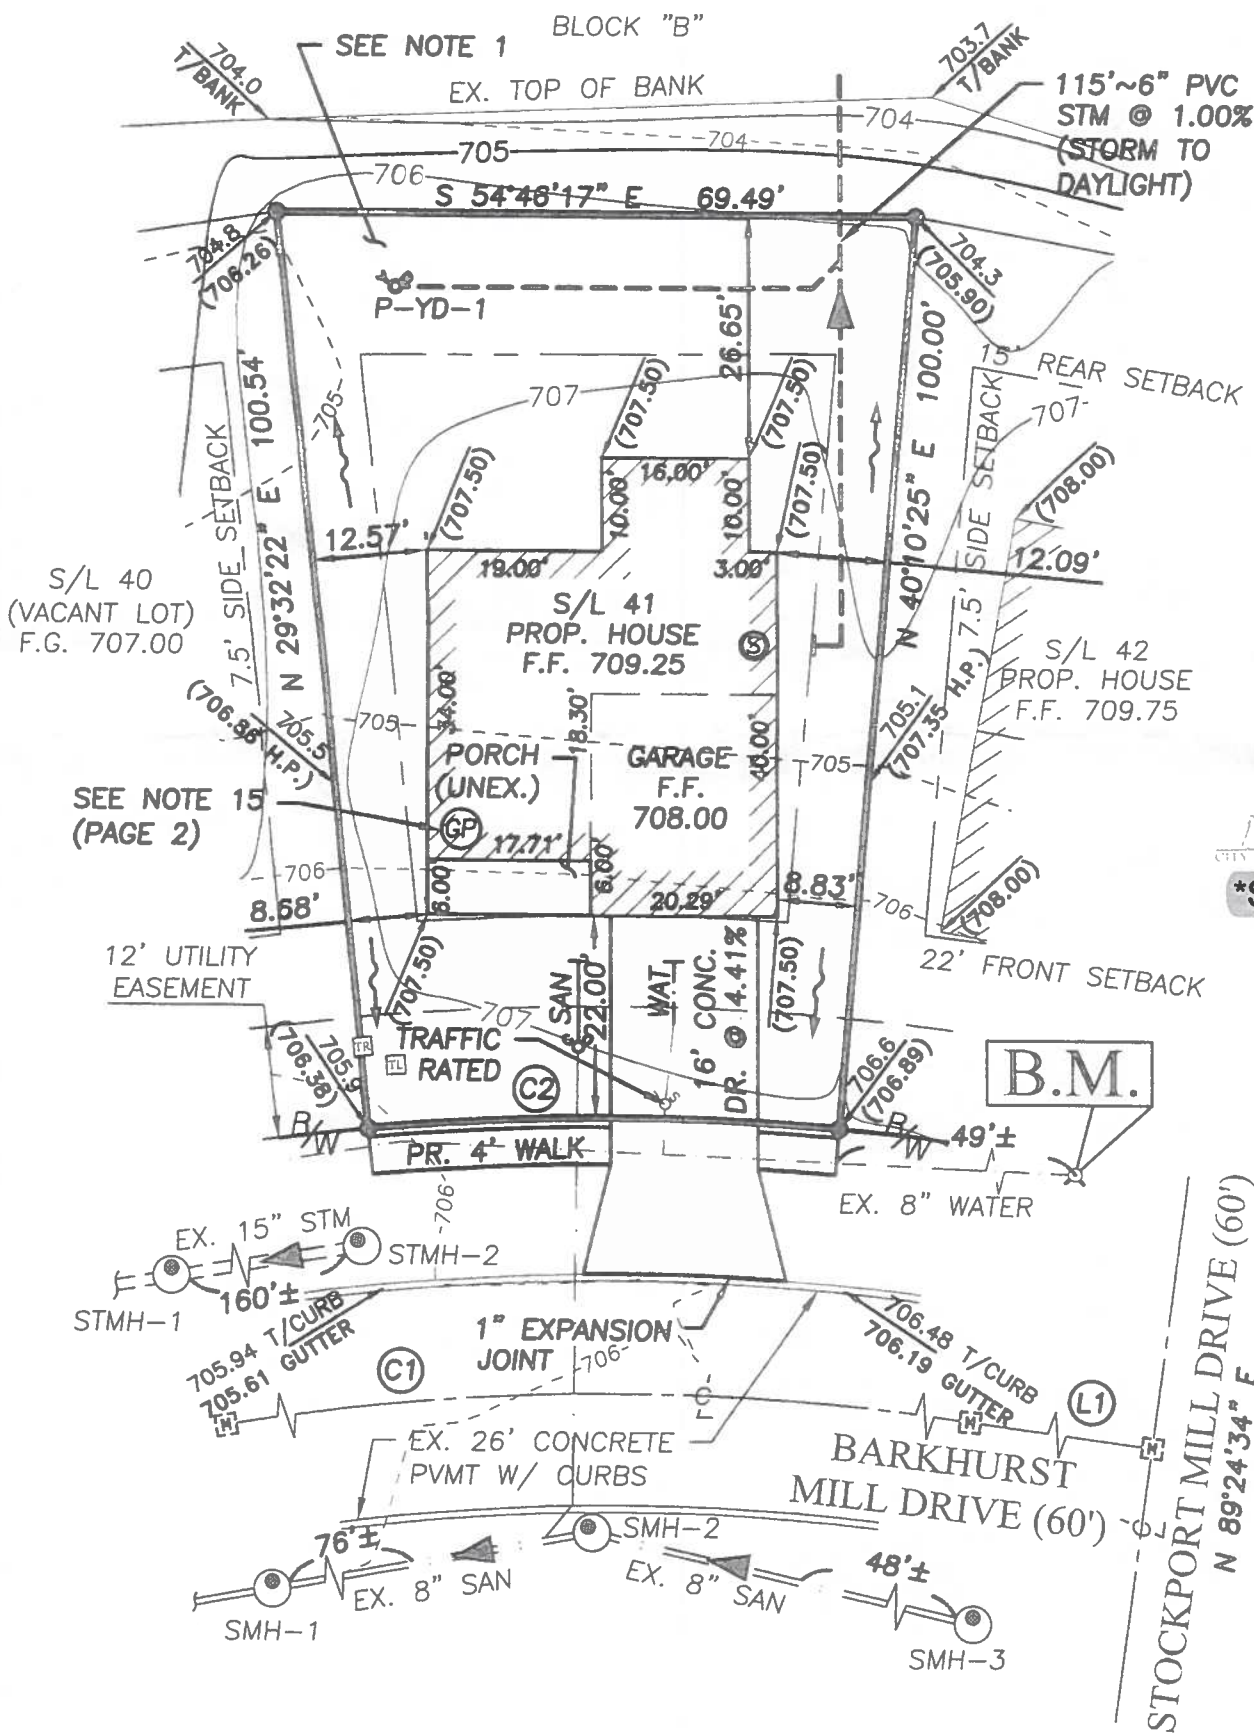 BLOCK "B"
SEE NOTE 1
704.0
T/BANK
703.7
T/BANK
EX. TOP OF BANK
115'~6" PVC
STM @ 1.00%
(STORM TO
DAYLIGHT)
704
704
705
706
S 54°46'17" E 69.49'
704.8
(706.26)
704.3
(705.90)
P-YD-1
26.65'
100.54'
N 29°32'22" E
100.00'
N 40°10'25" E
15' REAR SETBACK
707
707
705
(707.50)
(707.50)
(707.50)
(707.50)
(708.00)
16.00'
10.00'
10.00'
7.5' SIDE SETBACK
7.5' SIDE SETBACK
12.57'
12.09'
19.00'
3.00'
S/L 40
(VACANT LOT)
F.G. 707.00
S/L 41
PROP. HOUSE
F.F. 709.25
S
S/L 42
PROP. HOUSE
F.F. 709.75
(706.86 H.P.)
705.5
705.1
(707.35 H.P.)
34.00'
18.30'
40.00'
705
705
PORCH
(UNEX.)
GARAGE
F.F.
708.00
SEE NOTE 15
(PAGE 2)
GP
17.71'
706
6.00'
6.00'
20.29'
8.68'
8.83'
706
(708.00)
12' UTILITY
EASEMENT
22' FRONT SETBACK
(707.50)
(707.50)
SAN
22.00'
WAT
16' CONC.
DR. @ 4.41%
707
TRAFFIC
RATED
TR
TL
C2
705.9
(706.38)
706.6
(706.89)
B.M.
R/W
R/W
49'±
PR. 4' WALK
706
EX. 8" WATER
EX. 15" STM
STMH-2
STMH-1
160'±
705.94 T/CURB
705.61 GUTTER
1" EXPANSION
JOINT
706
706.48 T/CURB
706.19 GUTTER
C1
L1
M
M
M
CL
EX. 26' CONCRETE
PVMT W/ CURBS
BARKHURST
MILL DRIVE (60')
CL
STOCKPORT MILL DRIVE (60')
N 89°24'34" E
76'±
SMH-2
48'±
EX. 8" SAN
EX. 8" SAN
SMH-1
SMH-3